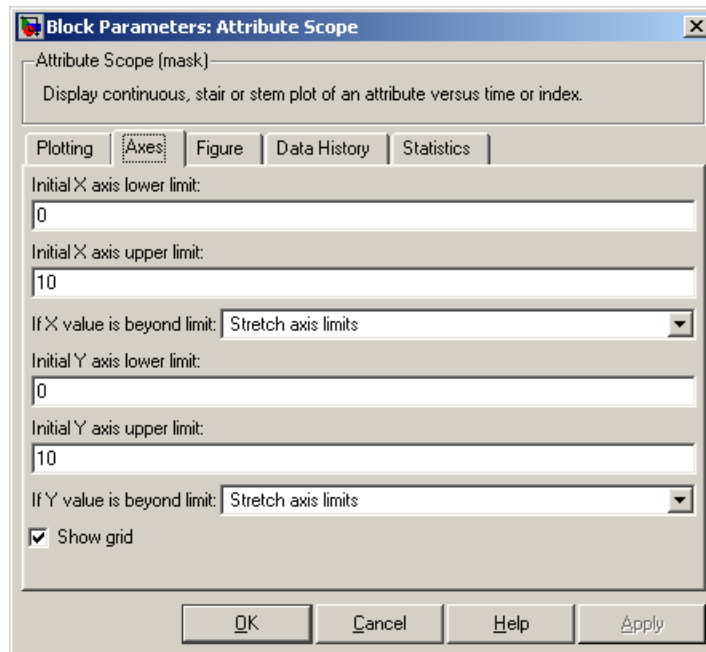 Block Parameters: Attribute Scope
Attribute Scope (mask)
Display continuous, stair or stem plot of an attribute versus time or index.
Plotting Axes Figure Data History Statistics
Initial X axis lower limit:
0
Initial X axis upper limit:
10
If X value is beyond limit: Stretch axis limits
Initial Y axis lower limit:
0
Initial Y axis upper limit:
10
If Y value is beyond limit: Stretch axis limits
Show grid
OK Cancel Help Apply